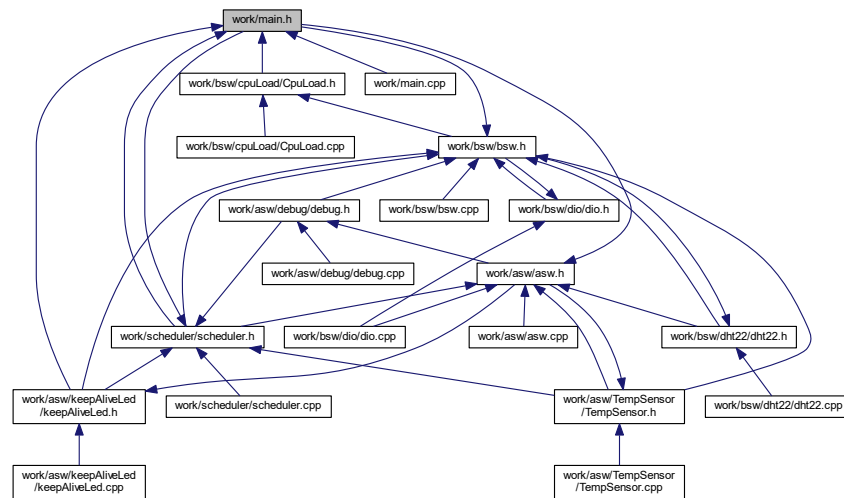 work/main.h
work/bsw/cpuLoad/CpuLoad.h
work/main.cpp
work/bsw/cpuLoad/CpuLoad.cpp
work/bsw/bsw.h
work/asw/debug/debug.h
work/bsw/bsw.cpp
work/bsw/dio/dio.h
work/asw/debug/debug.cpp
work/asw/asw.h
work/scheduler/scheduler.h
work/bsw/dio/dio.cpp
work/asw/asw.cpp
work/bsw/dht22/dht22.h
work/asw/keepAliveLed
/keepAliveLed.h
work/scheduler/scheduler.cpp
work/asw/TempSensor
/TempSensor.h
work/bsw/dht22/dht22.cpp
work/asw/keepAliveLed
/keepAliveLed.cpp
work/asw/TempSensor
/TempSensor.cpp